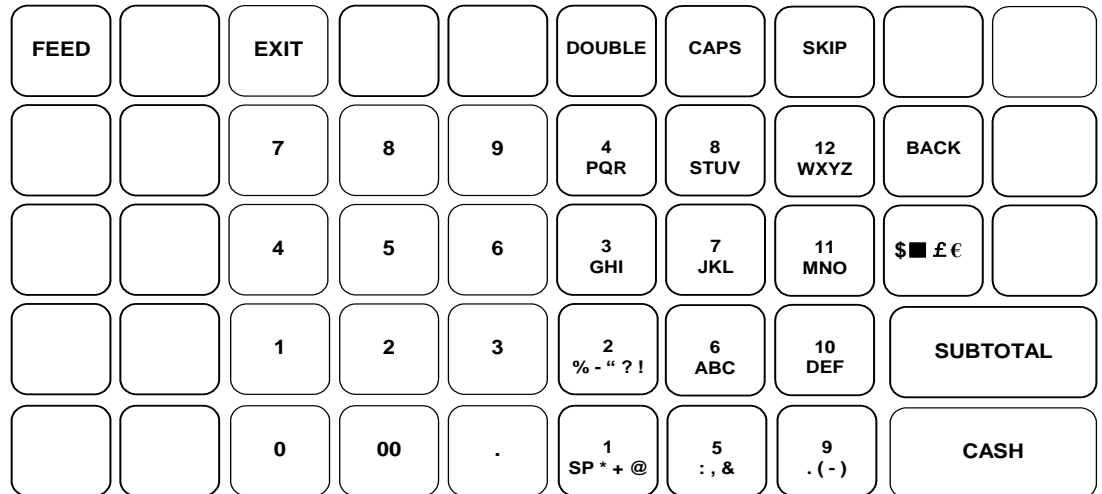 FEED EXIT DOUBLE CAPS SKIP
7 8 9 4 8 12 BACK
PQR STUV WXYZ
4 5 6 3 7 11 $■ £€
GHI JKL MNO
1 2 3 2 6 10 SUBTOTAL
% - “ ? ! ABC DEF
0 00 . 1 5 9 CASH
SP * + @ : , & . ( - )